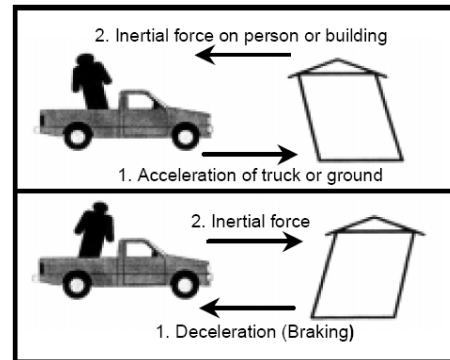 2. Inertial force on person or building
1. Acceleration of truck or ground
2. Inertial force
1. Deceleration (Braking)